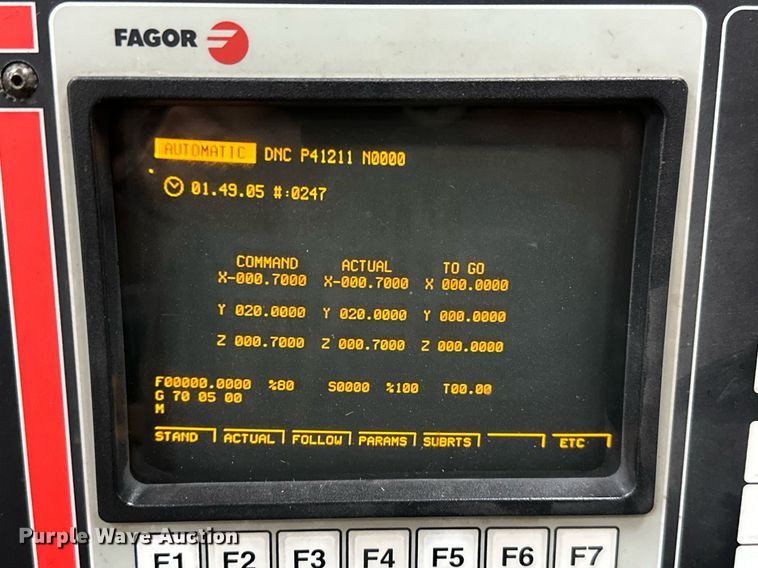 FAGOR
AUTOMATIC DNC P41211 N0000
01.49.05 #:0247
COMMAND ACTUAL TO GO
X-000.7000 X-000.7000 X 000.0000
Y 020.0000 Y 020.0000 Y 000.0000
Z 000.7000 Z 000.7000 Z 000.0000
F00000.0000 %80 S0000 %100 T00.00
G 70 05 00
M
STAND ACTUAL FOLLOW PARAMS SUBRTS ETC
F1 F2 F3 F4 F5 F6 F7
Purple Wave Auction